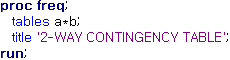 proc freq;
tables a*b;
title '2-WAY CONTINGENCY TABLE';
run;